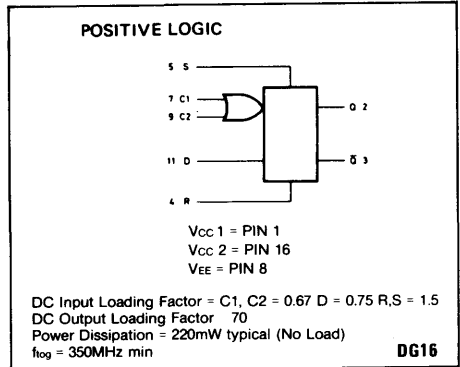 POSITIVE LOGIC
5 S
7 C1
9 C2
Q 2
11 D
Q̅ 3
4 R
Vcc 1 = PIN 1
Vcc 2 = PIN 16
VEE = PIN 8
DC Input Loading Factor = C1, C2 = 0.67 D = 0.75 R,S = 1.5
DC Output Loading Factor 70
Power Dissipation = 220mW typical (No Load)
ftog = 350MHz min
DG16